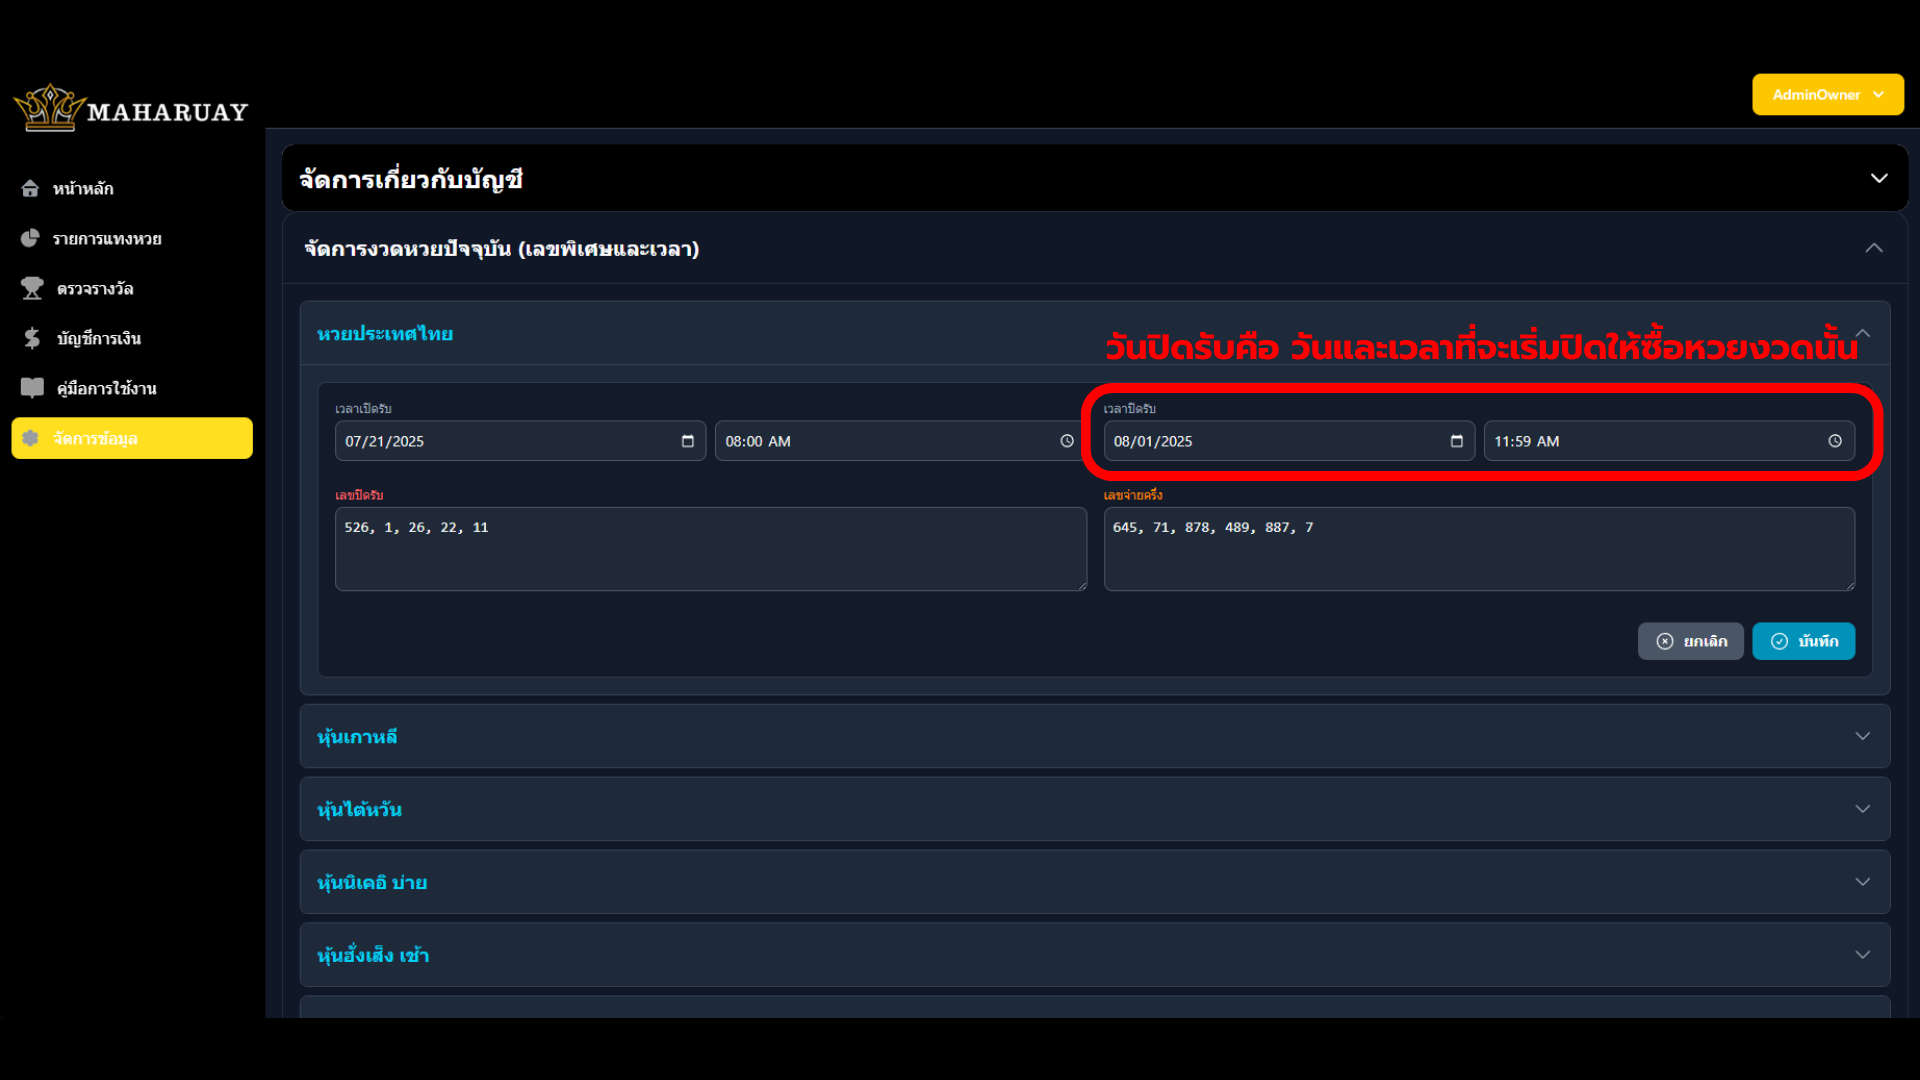 MAHARUAY
AdminOwner
หน้าหลัก
รายการแทงหวย
ตรวจรางวัล
บัญชีการเงิน
คู่มือการใช้งาน
จัดการข้อมูล
จัดการเกี่ยวกับบัญชี
จัดการงวดหวยปัจจุบัน (เลขพิเศษและเวลา)
หวยประเทศไทย
วันปิดรับคือ วันและเวลาที่จะเริ่มปิดให้ซื้อหวยงวดนั้น
เวลาเปิดรับ
07/21/2025 08:00 AM
เวลาปิดรับ
08/01/2025 11:59 AM
เลขปิดรับ
526, 1, 26, 22, 11
เลขจ่ายครึ่ง
645, 71, 878, 489, 887, 7
ยกเลิก
บันทึก
หุ้นเกาหลี
หุ้นไต้หวัน
หุ้นนิเคอิ บ่าย
หุ้นฮั่งเส็ง เช้า